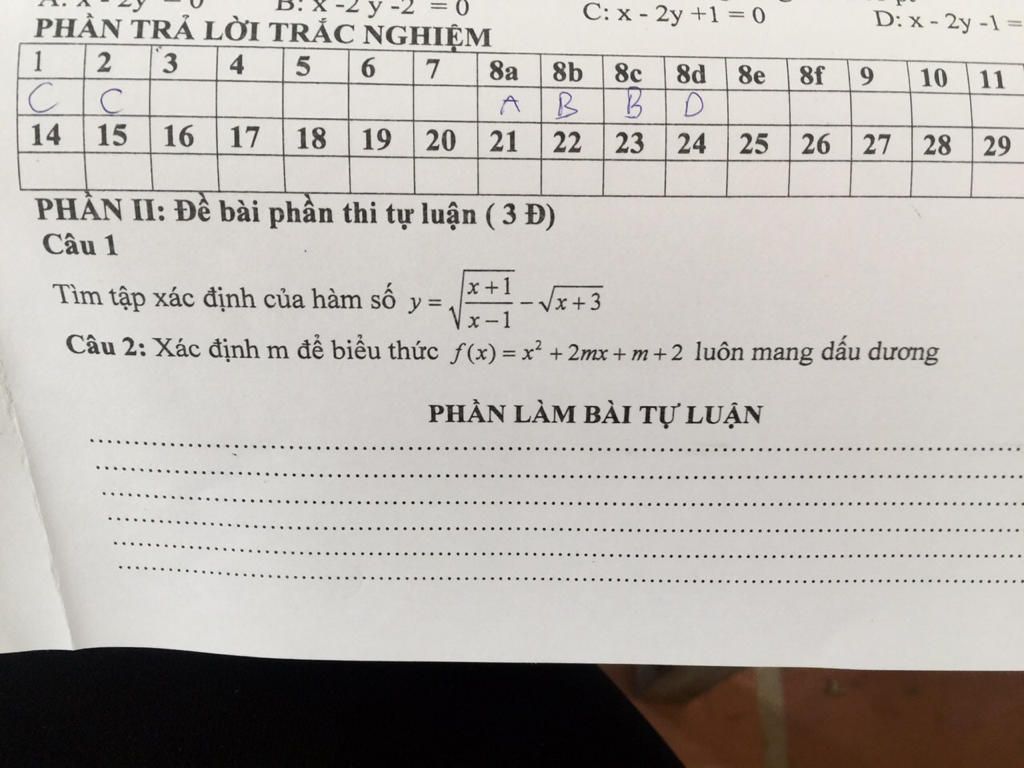 A: x - 2y = 0 B: x -2 y -2 = 0 C: x - 2y +1 = 0 D: x - 2y -1 =
PHẦN TRẢ LỜI TRẮC NGHIỆM
1 2 3 4 5 6 7 8a 8b 8c 8d 8e 8f 9 10 11
C C A B B D
14 15 16 17 18 19 20 21 22 23 24 25 26 27 28 29
PHẦN II: Đề bài phần thi tự luận ( 3 Đ)
Câu 1
Tìm tập xác định của hàm số y = √((x+1)/(x−1)) − √(x+3)
Câu 2: Xác định m để biểu thức f(x) = x² + 2mx + m + 2 luôn mang dấu dương
PHẦN LÀM BÀI TỰ LUẬN